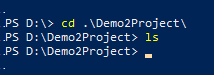 PS D:\> cd .\Demo2Project\
PS D:\Demo2Project> ls
PS D:\Demo2Project>